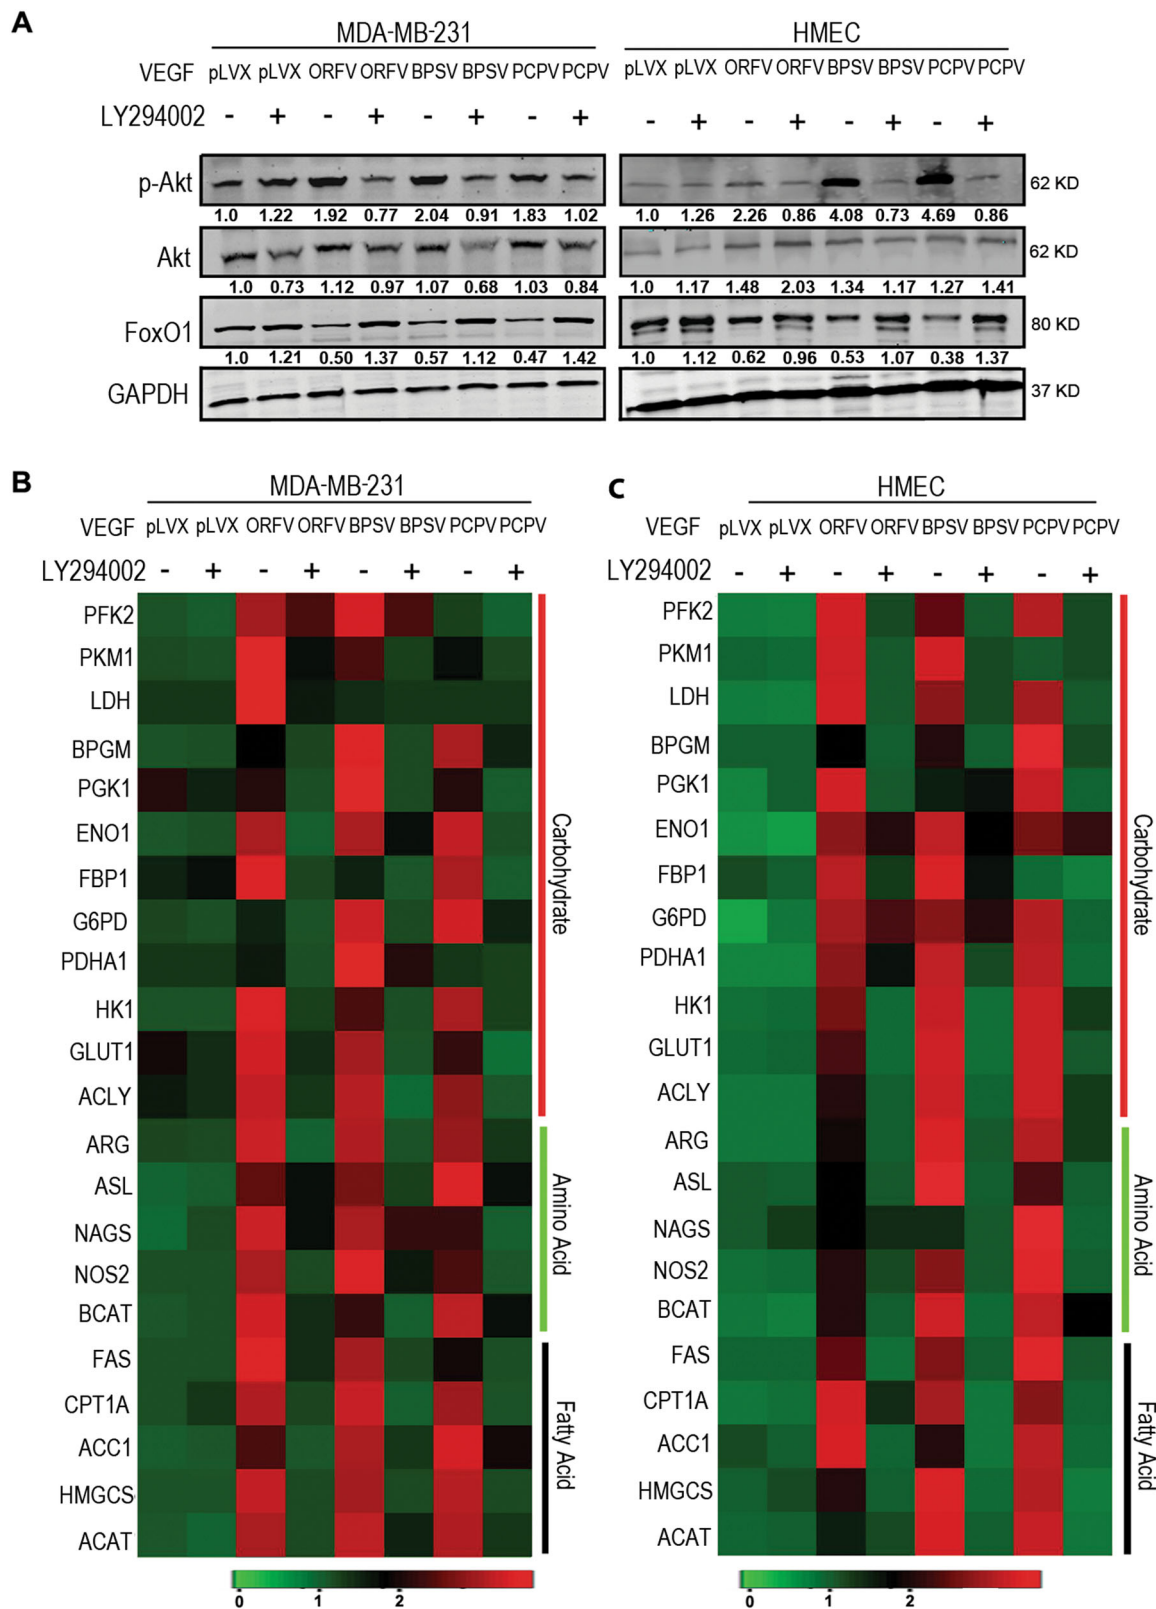 A
MDA-MB-231 HMEC
VEGF pLVX pLVX ORFV ORFV BPSV BPSV PCPV PCPV pLVX pLVX ORFV ORFV BPSV BPSV PCPV PCPV
LY294002 - + - + - + - + - + - + - + - +
p-Akt 62 KD
1.0 1.22 1.92 0.77 2.04 0.91 1.83 1.02 1.0 1.26 2.26 0.86 4.08 0.73 4.69 0.86
Akt 62 KD
1.0 0.73 1.12 0.97 1.07 0.68 1.03 0.84 1.0 1.17 1.48 2.03 1.34 1.17 1.27 1.41
FoxO1 80 KD
1.0 1.21 0.50 1.37 0.57 1.12 0.47 1.42 1.0 1.12 0.62 0.96 0.53 1.07 0.38 1.37
GAPDH 37 KD
B
MDA-MB-231
VEGF pLVX pLVX ORFV ORFV BPSV BPSV PCPV PCPV
LY294002 - + - + - + - +
PFK2
PKM1
LDH
BPGM
PGK1
ENO1
FBP1
G6PD
PDHA1
HK1
GLUT1
ACLY
ARG
ASL
NAGS
NOS2
BCAT
FAS
CPT1A
ACC1
HMGCS
ACAT
Carbohydrate
Amino Acid
Fatty Acid
0 1 2
C
HMEC
VEGF pLVX pLVX ORFV ORFV BPSV BPSV PCPV PCPV
LY294002 - + - + - + - +
PFK2
PKM1
LDH
BPGM
PGK1
ENO1
FBP1
G6PD
PDHA1
HK1
GLUT1
ACLY
ARG
ASL
NAGS
NOS2
BCAT
FAS
CPT1A
ACC1
HMGCS
ACAT
Carbohydrate
Amino Acid
Fatty Acid
0 1 2